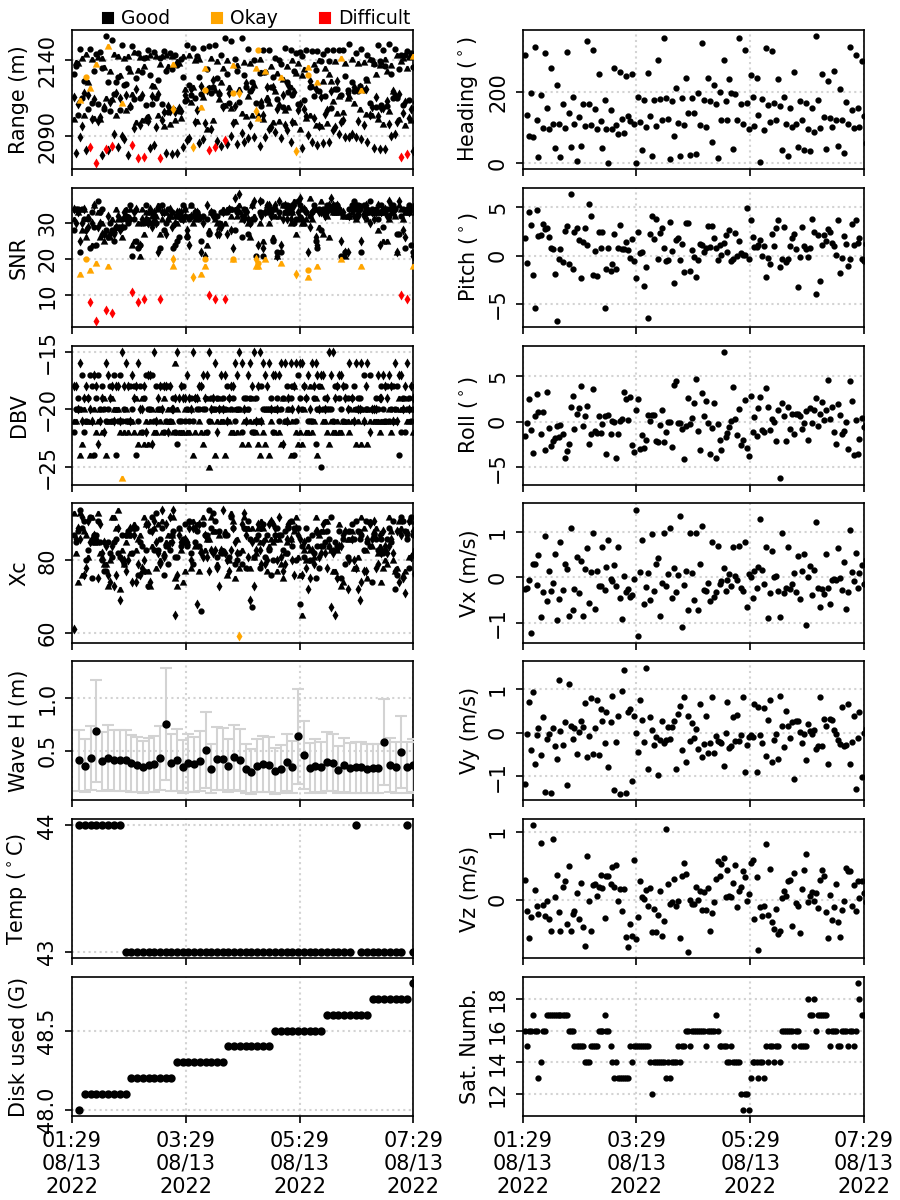 Good Okay Difficult
Range (m)
2140
2090
Heading (°)
200
0
SNR
30
20
10
Pitch (°)
5
0
−5
DBV
−15
−20
−25
Roll (°)
5
0
−5
Xc
80
60
Vx (m/s)
1
0
−1
Wave H (m)
1.0
0.5
Vy (m/s)
1
0
−1
Temp (°C)
44
43
Vz (m/s)
1
0
Disk used (G)
48.5
48.0
Sat. Numb.
18
16
14
12
01:29 03:29 05:29 07:29 01:29 03:29 05:29 07:29
08/13 08/13 08/13 08/13 08/13 08/13 08/13 08/13
2022 2022 2022 2022 2022 2022 2022 2022